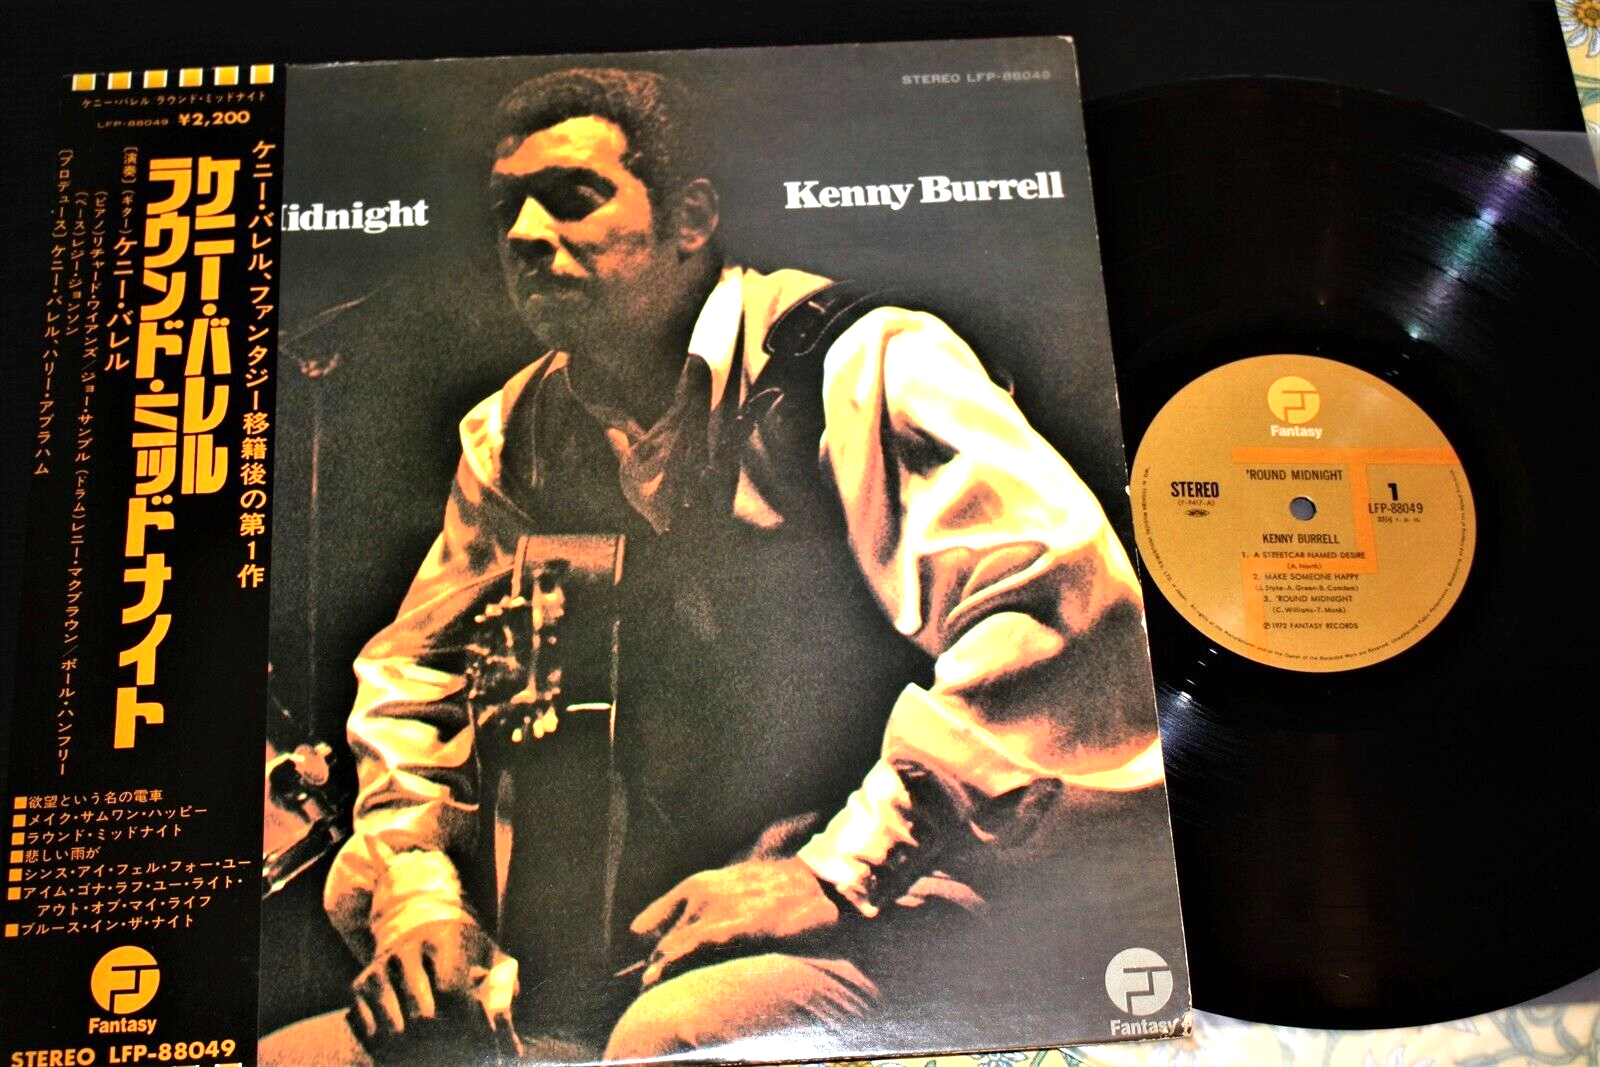 ケニー・バレル ラウンド・ミッドナイト
LFP-88049 ¥2,200
ケニー・バレル、ファンタジー移籍後の第1作
ケニー・バレル
ラウンド・ミッドナイト
〔演奏〕(ギター)ケニー・バレル
(ピアノ)リチャード・ワイアンズ/ジョー・サンプル (ドラム)レニー・マクブラウン/ポール・ハンフリー
(ベース)レジー・ジョンソン
〔プロデュース〕ケニー・バレル、ハリー・アブラハム
■欲望という名の電車
■メイク・サムワン・ハッピー
■ラウンド・ミッドナイト
■悲しい雨が
■シンス・アイ・フェル・フォー・ユー
■アイム・ゴナ・ラフ・ユー・ライト・
アウト・オブ・マイ・ライフ
■ブルース・イン・ザ・ナイト
Fantasy
STEREO LFP-88049
STEREO LFP-88049
Midnight
Kenny Burrell
Fantasy
Fantasy
'ROUND MIDNIGHT
STEREO
(F-9417-A)
1
LFP-88049
33⅓ r.p.m.
KENNY BURRELL
1. A STREETCAR NAMED DESIRE
(A. North)
2. MAKE SOMEONE HAPPY
(J. Styne-A. Green-B. Comdem)
3. 'ROUND MIDNIGHT
(C. Williams-T. Monk)
℗1972 FANTASY RECORDS